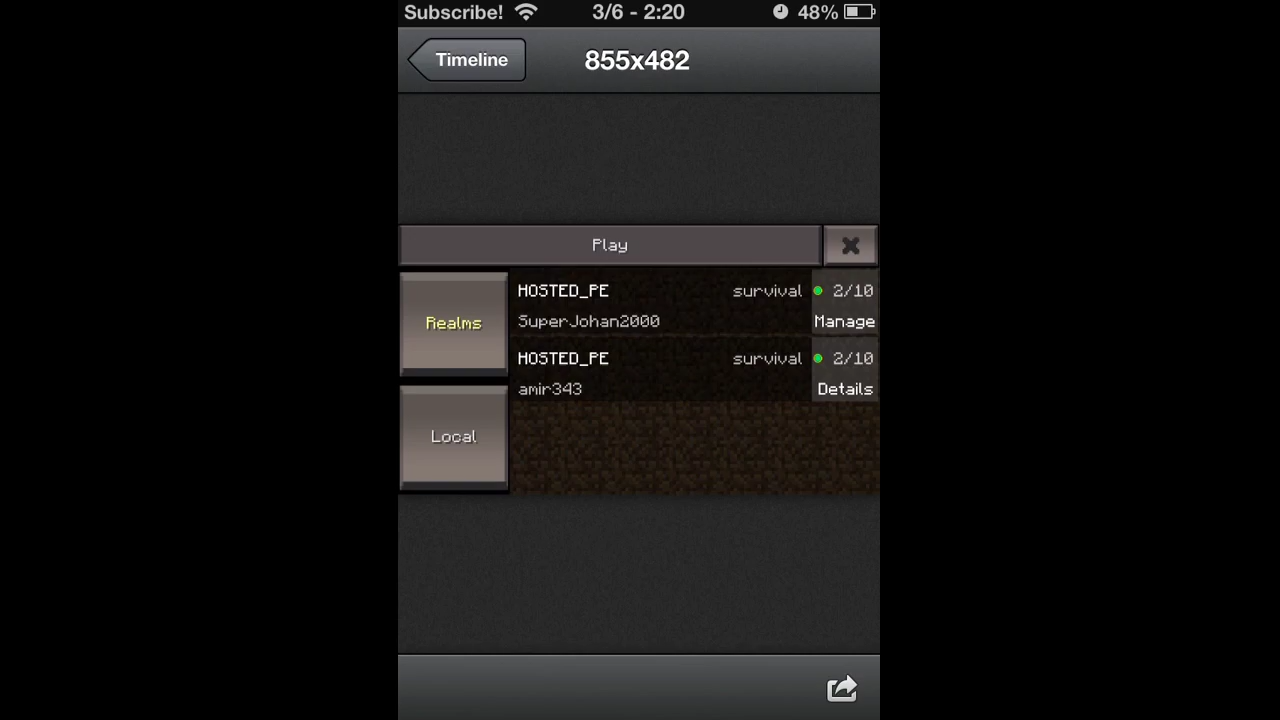 Subscribe! 3/6 - 2:20 48%
Timeline 855x482
Play
Realms
HOSTED_PE survival 2/10
SuperJohan2000 Manage
HOSTED_PE survival 2/10
amir343 Details
Local